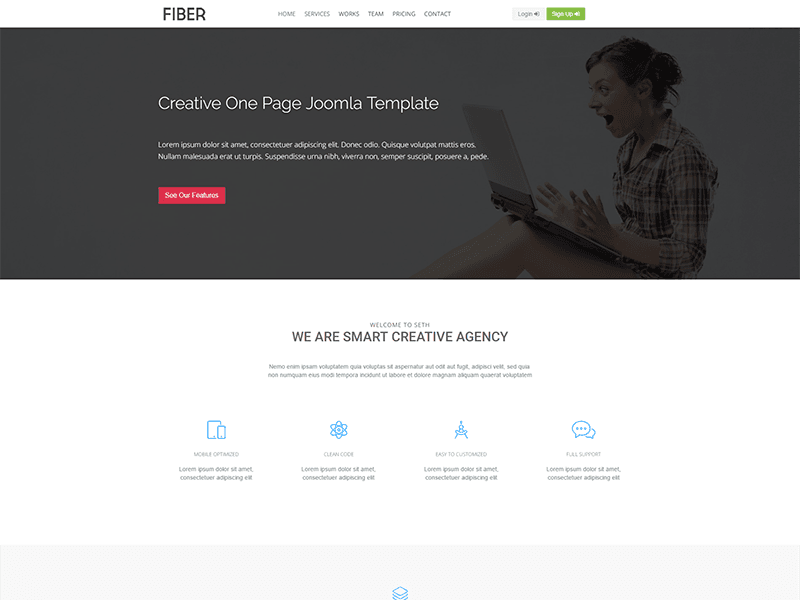 FIBER
HOME SERVICES WORKS TEAM PRICING CONTACT
Login
Sign Up
Creative One Page Joomla Template
Lorem ipsum dolor sit amet, consectetuer adipiscing elit. Donec odio. Quisque volutpat mattis eros.
Nullam malesuada erat ut turpis. Suspendisse urna nibh, viverra non, semper suscipit, posuere a, pede.
See Our Features
WELCOME TO SETH
WE ARE SMART CREATIVE AGENCY
Nemo enim ipsam voluptatem quia voluptas sit aspernatur aut odit aut fugit, adipisci velit, sed quia
non numquam eius modi tempora incidunt ut labore et dolore magnam aliquam quaerat voluptatem
MOBILE OPTIMIZED
Lorem ipsum dolor sit amet,
consectetuer adipiscing elit
CLEAN CODE
Lorem ipsum dolor sit amet,
consectetuer adipiscing elit
EASY TO CUSTOMIZED
Lorem ipsum dolor sit amet,
consectetuer adipiscing elit
FULL SUPPORT
Lorem ipsum dolor sit amet,
consectetuer adipiscing elit